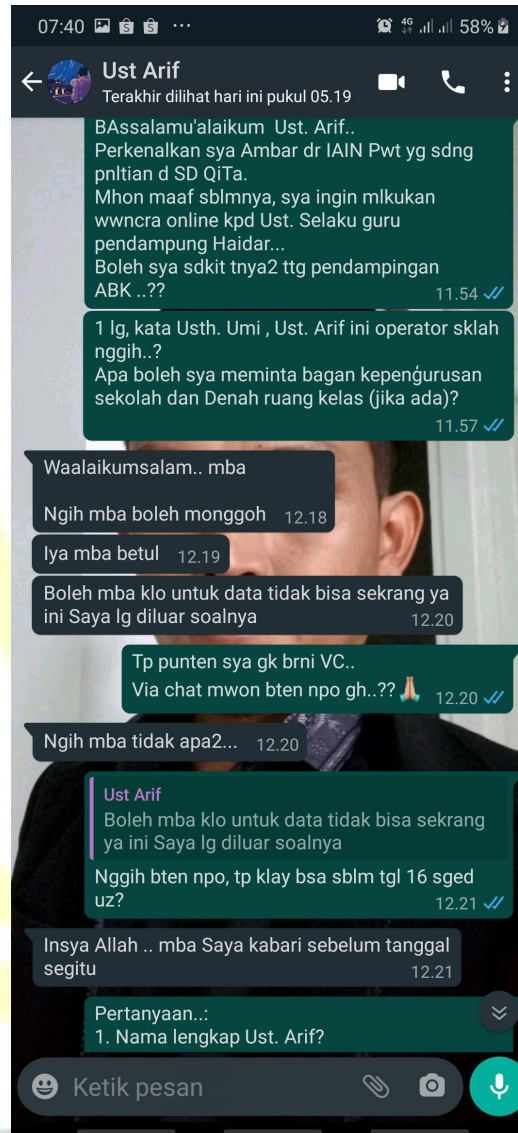 07:40 S S ... 4G 58%
Ust Arif
Terakhir dilihat hari ini pukul 05.19
BAssalamu'alaikum Ust. Arif..
Perkenalkan sya Ambar dr IAIN Pwt yg sdng
pnltian d SD QiTa.
Mhon maaf sblmnya, sya ingin mlkukan
wwncra online kpd Ust. Selaku guru
pendampung Haidar...
Boleh sya sdkit tnya2 ttg pendampingan
ABK ..??
11.54
1 lg, kata Usth. Umi , Ust. Arif ini operator sklah
nggih..?
Apa boleh sya meminta bagan kepenģurusan
sekolah dan Denah ruang kelas (jika ada)?
11.57
Waalaikumsalam.. mba
Ngih mba boleh monggoh 12.18
Iya mba betul 12.19
Boleh mba klo untuk data tidak bisa sekrang ya
ini Saya lg diluar soalnya 12.20
Tp punten sya gk brni VC..
Via chat mwon bten npo gh..??🙏 12.20
Ngih mba tidak apa2... 12.20
Ust Arif
Boleh mba klo untuk data tidak bisa sekrang
ya ini Saya lg diluar soalnya
Nggih bten npo, tp klay bsa sblm tgl 16 sged
uz? 12.21
Insya Allah .. mba Saya kabari sebelum tanggal
segitu 12.21
Pertanyaan..:
1. Nama lengkap Ust. Arif?
Ketik pesan